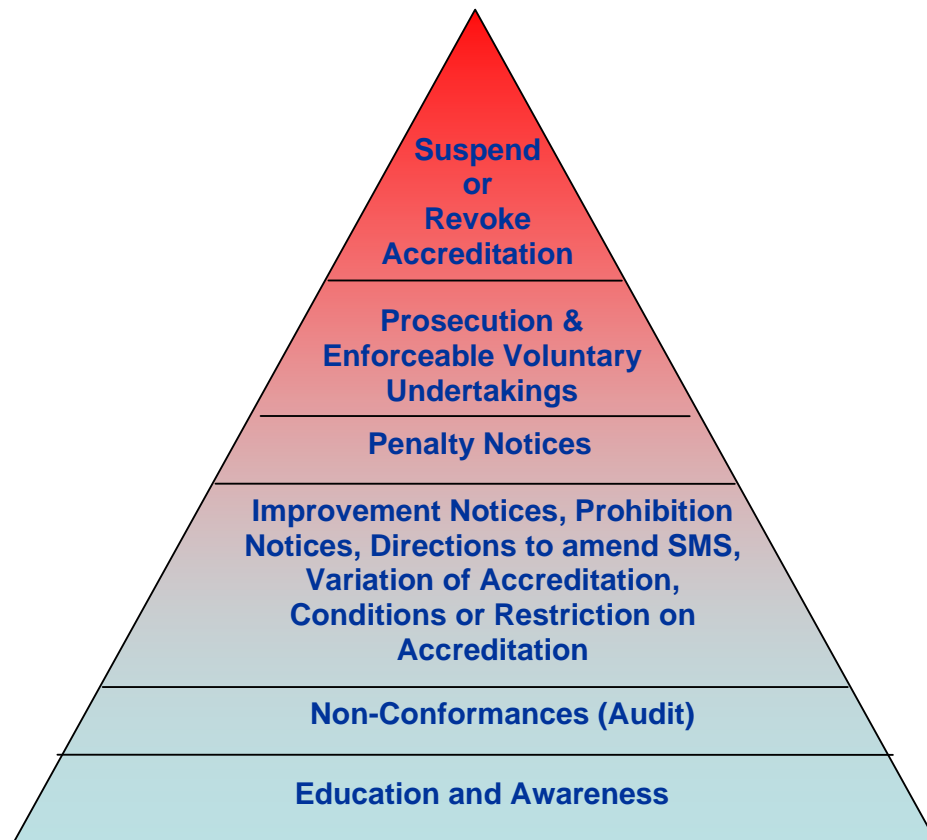 Suspend
or
Revoke
Accreditation
Prosecution &
Enforceable Voluntary
Undertakings
Penalty Notices
Improvement Notices, Prohibition
Notices, Directions to amend SMS,
Variation of Accreditation,
Conditions or Restriction on
Accreditation
Non-Conformances (Audit)
Education and Awareness